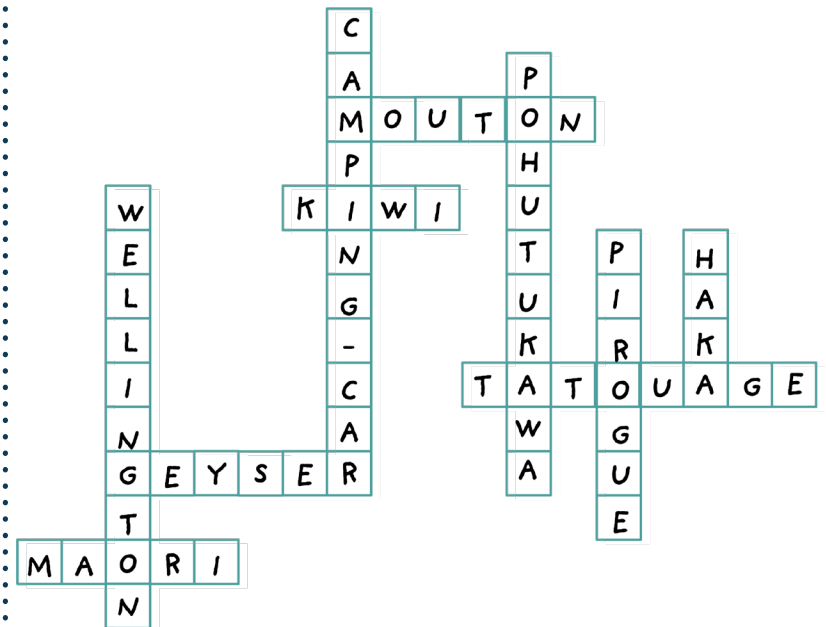 CAMPING-CAR
POHUTUKAWA
MOUTON
KIWI
WELLINGTON
PIROGUE
HAKA
TATOUAGE
GEYSER
MAORI